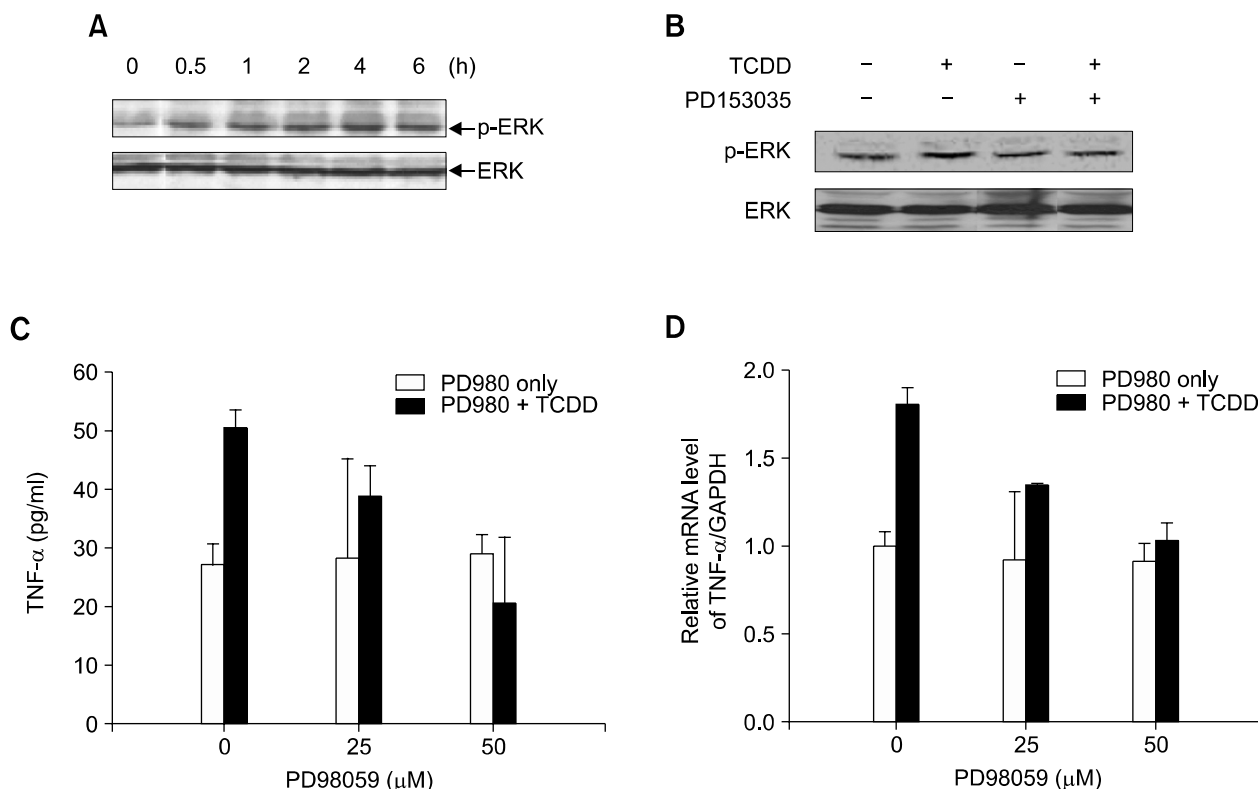 A
0 0.5 1 2 4 6 (h)
p-ERK
ERK
B
TCDD − + − +
PD153035 − − + +
p-ERK
ERK
C
60
50
40
30
20
10
0
TNF-α (pg/ml)
PD980 only
PD980 + TCDD
0 25 50
PD98059 (μM)
D
2.0
1.5
1.0
0.5
0.0
Relative mRNA level
of TNF-α/GAPDH
PD980 only
PD980 + TCDD
0 25 50
PD98059 (μM)